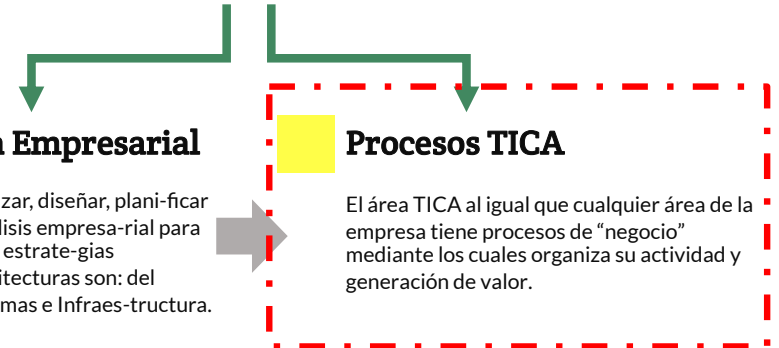 Empresarial
zar, diseñar, plani-ficar
lisis empresa-rial para
estrate-gias
itecturas son: del
mas e Infraes-tructura.
Procesos TICA
El área TICA al igual que cualquier área de la
empresa tiene procesos de “negocio”
mediante los cuales organiza su actividad y
generación de valor.